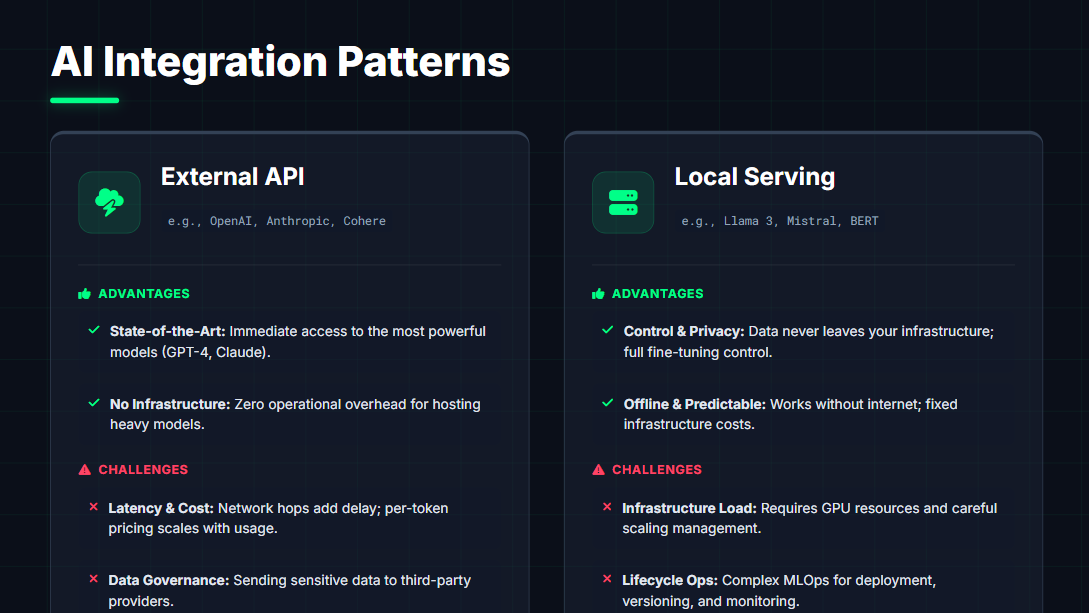 AI Integration Patterns
External API
e.g., OpenAI, Anthropic, Cohere
ADVANTAGES
State-of-the-Art: Immediate access to the most powerful
models (GPT-4, Claude).
No Infrastructure: Zero operational overhead for hosting
heavy models.
CHALLENGES
Latency & Cost: Network hops add delay; per-token
pricing scales with usage.
Data Governance: Sending sensitive data to third-party
providers.
Local Serving
e.g., Llama 3, Mistral, BERT
ADVANTAGES
Control & Privacy: Data never leaves your infrastructure;
full fine-tuning control.
Offline & Predictable: Works without internet; fixed
infrastructure costs.
CHALLENGES
Infrastructure Load: Requires GPU resources and careful
scaling management.
Lifecycle Ops: Complex MLOps for deployment,
versioning, and monitoring.